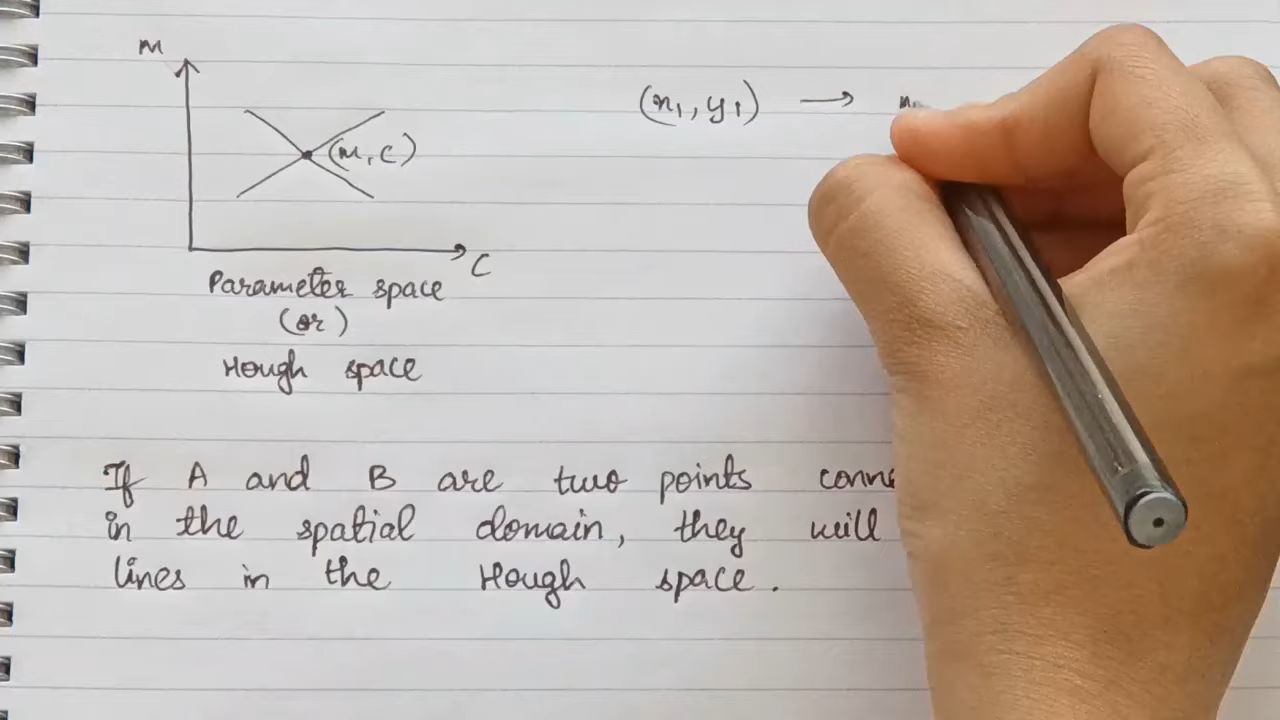 m
(x₁, y₁) → m
(m, c)
c
Parameter space
(or)
Hough space
If A and B are two points
in the spatial domain, they will
lines in the Hough space.